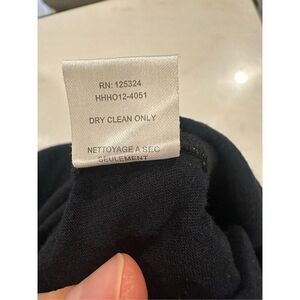 RN: 125324
HHHO12-4051
DRY CLEAN ONLY
NETTOYAGE A SEC
SEULEMENT